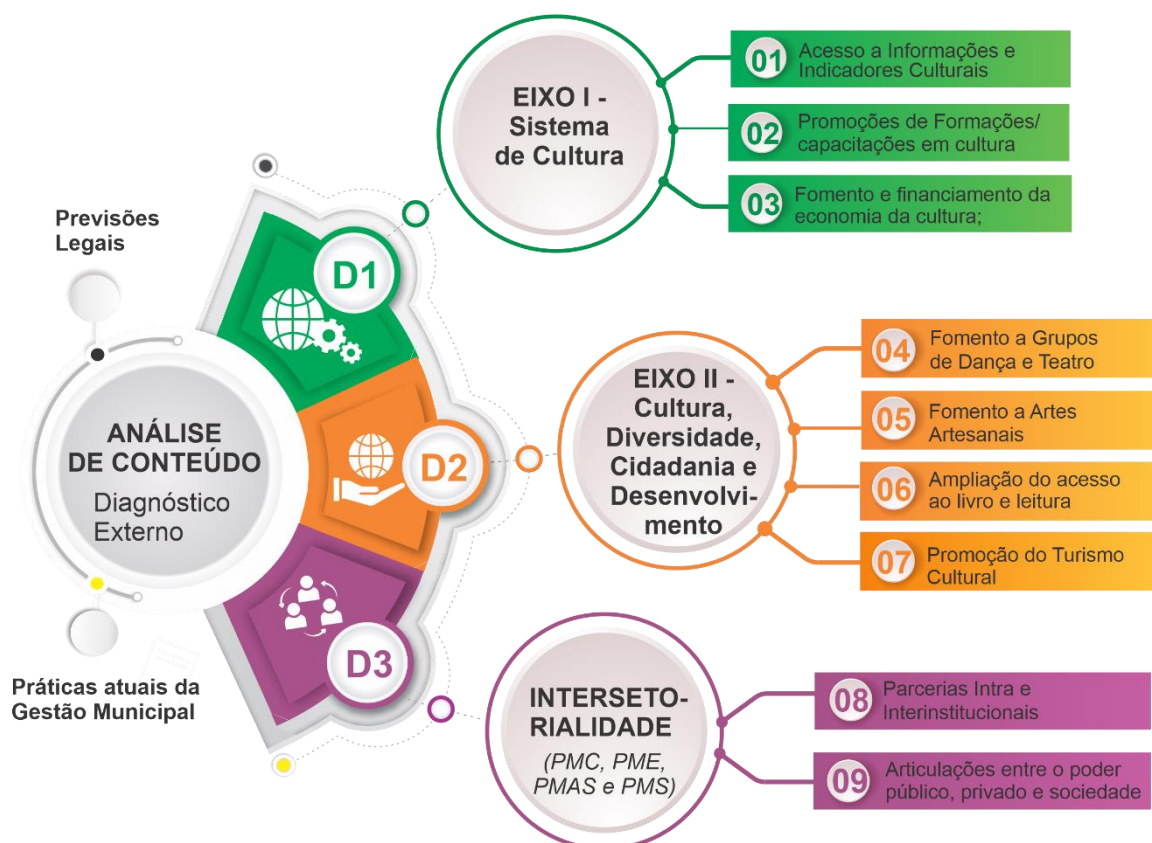 Previsões
Legais
ANÁLISE
DE CONTEÚDO
Diagnóstico
Externo
Práticas atuais da
Gestão Municipal
D1
EIXO I -
Sistema
de Cultura
01
Acesso a Informações e
Indicadores Culturais
02
Promoções de Formações/
capacitações em cultura
03
Fomento e financiamento da
economia da cultura;
D2
EIXO II -
Cultura,
Diversidade,
Cidadania e
Desenvolvi-
mento
04
Fomento a Grupos
de Dança e Teatro
05
Fomento a Artes
Artesanais
06
Ampliação do acesso
ao livro e leitura
07
Promoção do Turismo
Cultural
D3
INTERSETO-
RIALIDADE
(PMC, PME,
PMAS e PMS)
08
Parcerias Intra e
Interinstitucionais
09
Articulações entre o poder
público, privado e sociedade